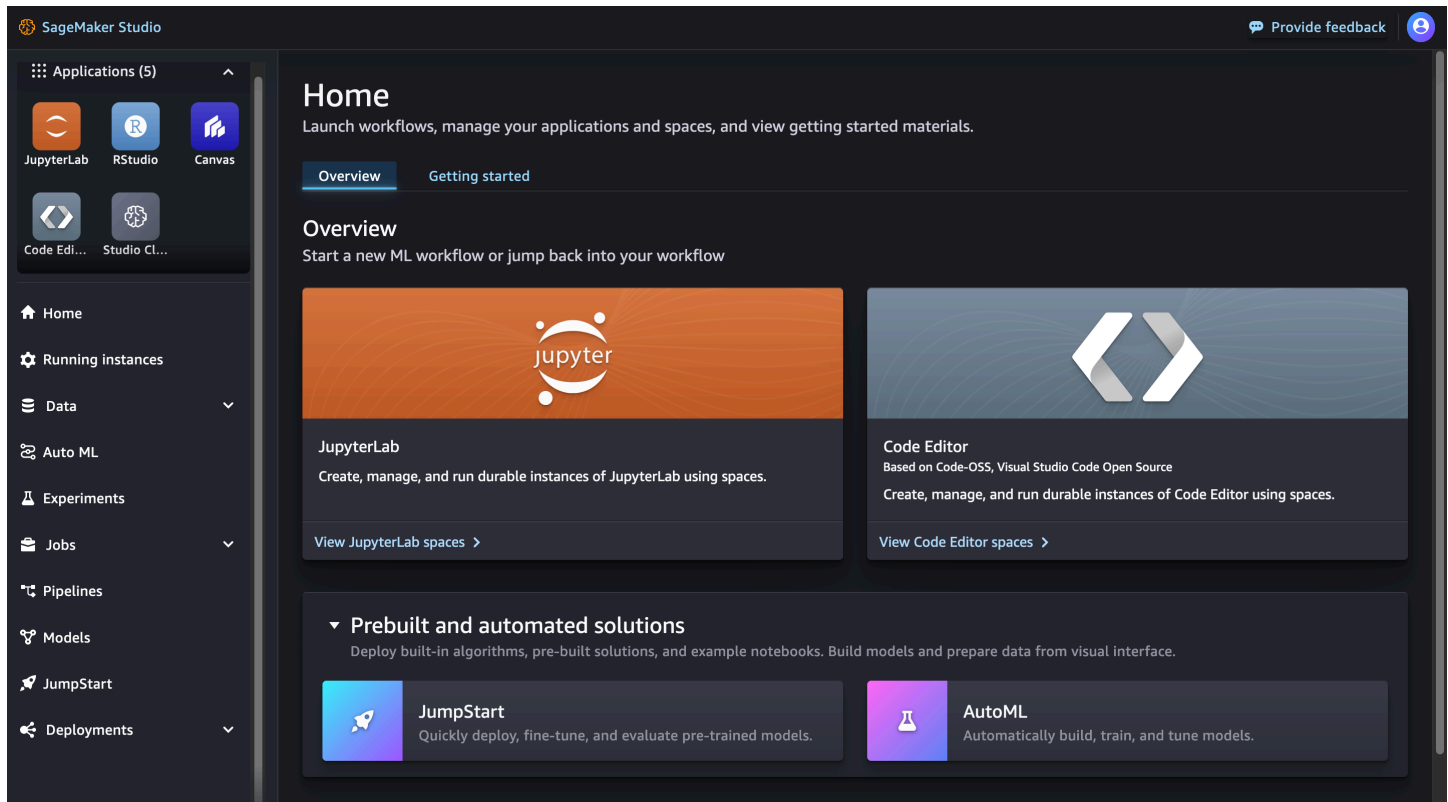 SageMaker Studio
Provide feedback
Applications (5)
JupyterLab
RStudio
Canvas
Code Edi...
Studio Cl...
Home
Running instances
Data
Auto ML
Experiments
Jobs
Pipelines
Models
JumpStart
Deployments
Home
Launch workflows, manage your applications and spaces, and view getting started materials.
Overview
Getting started
Overview
Start a new ML workflow or jump back into your workflow
jupyter
JupyterLab
Create, manage, and run durable instances of JupyterLab using spaces.
View JupyterLab spaces
Code Editor
Based on Code-OSS, Visual Studio Code Open Source
Create, manage, and run durable instances of Code Editor using spaces.
View Code Editor spaces
Prebuilt and automated solutions
Deploy built-in algorithms, pre-built solutions, and example notebooks. Build models and prepare data from visual interface.
JumpStart
Quickly deploy, fine-tune, and evaluate pre-trained models.
AutoML
Automatically build, train, and tune models.